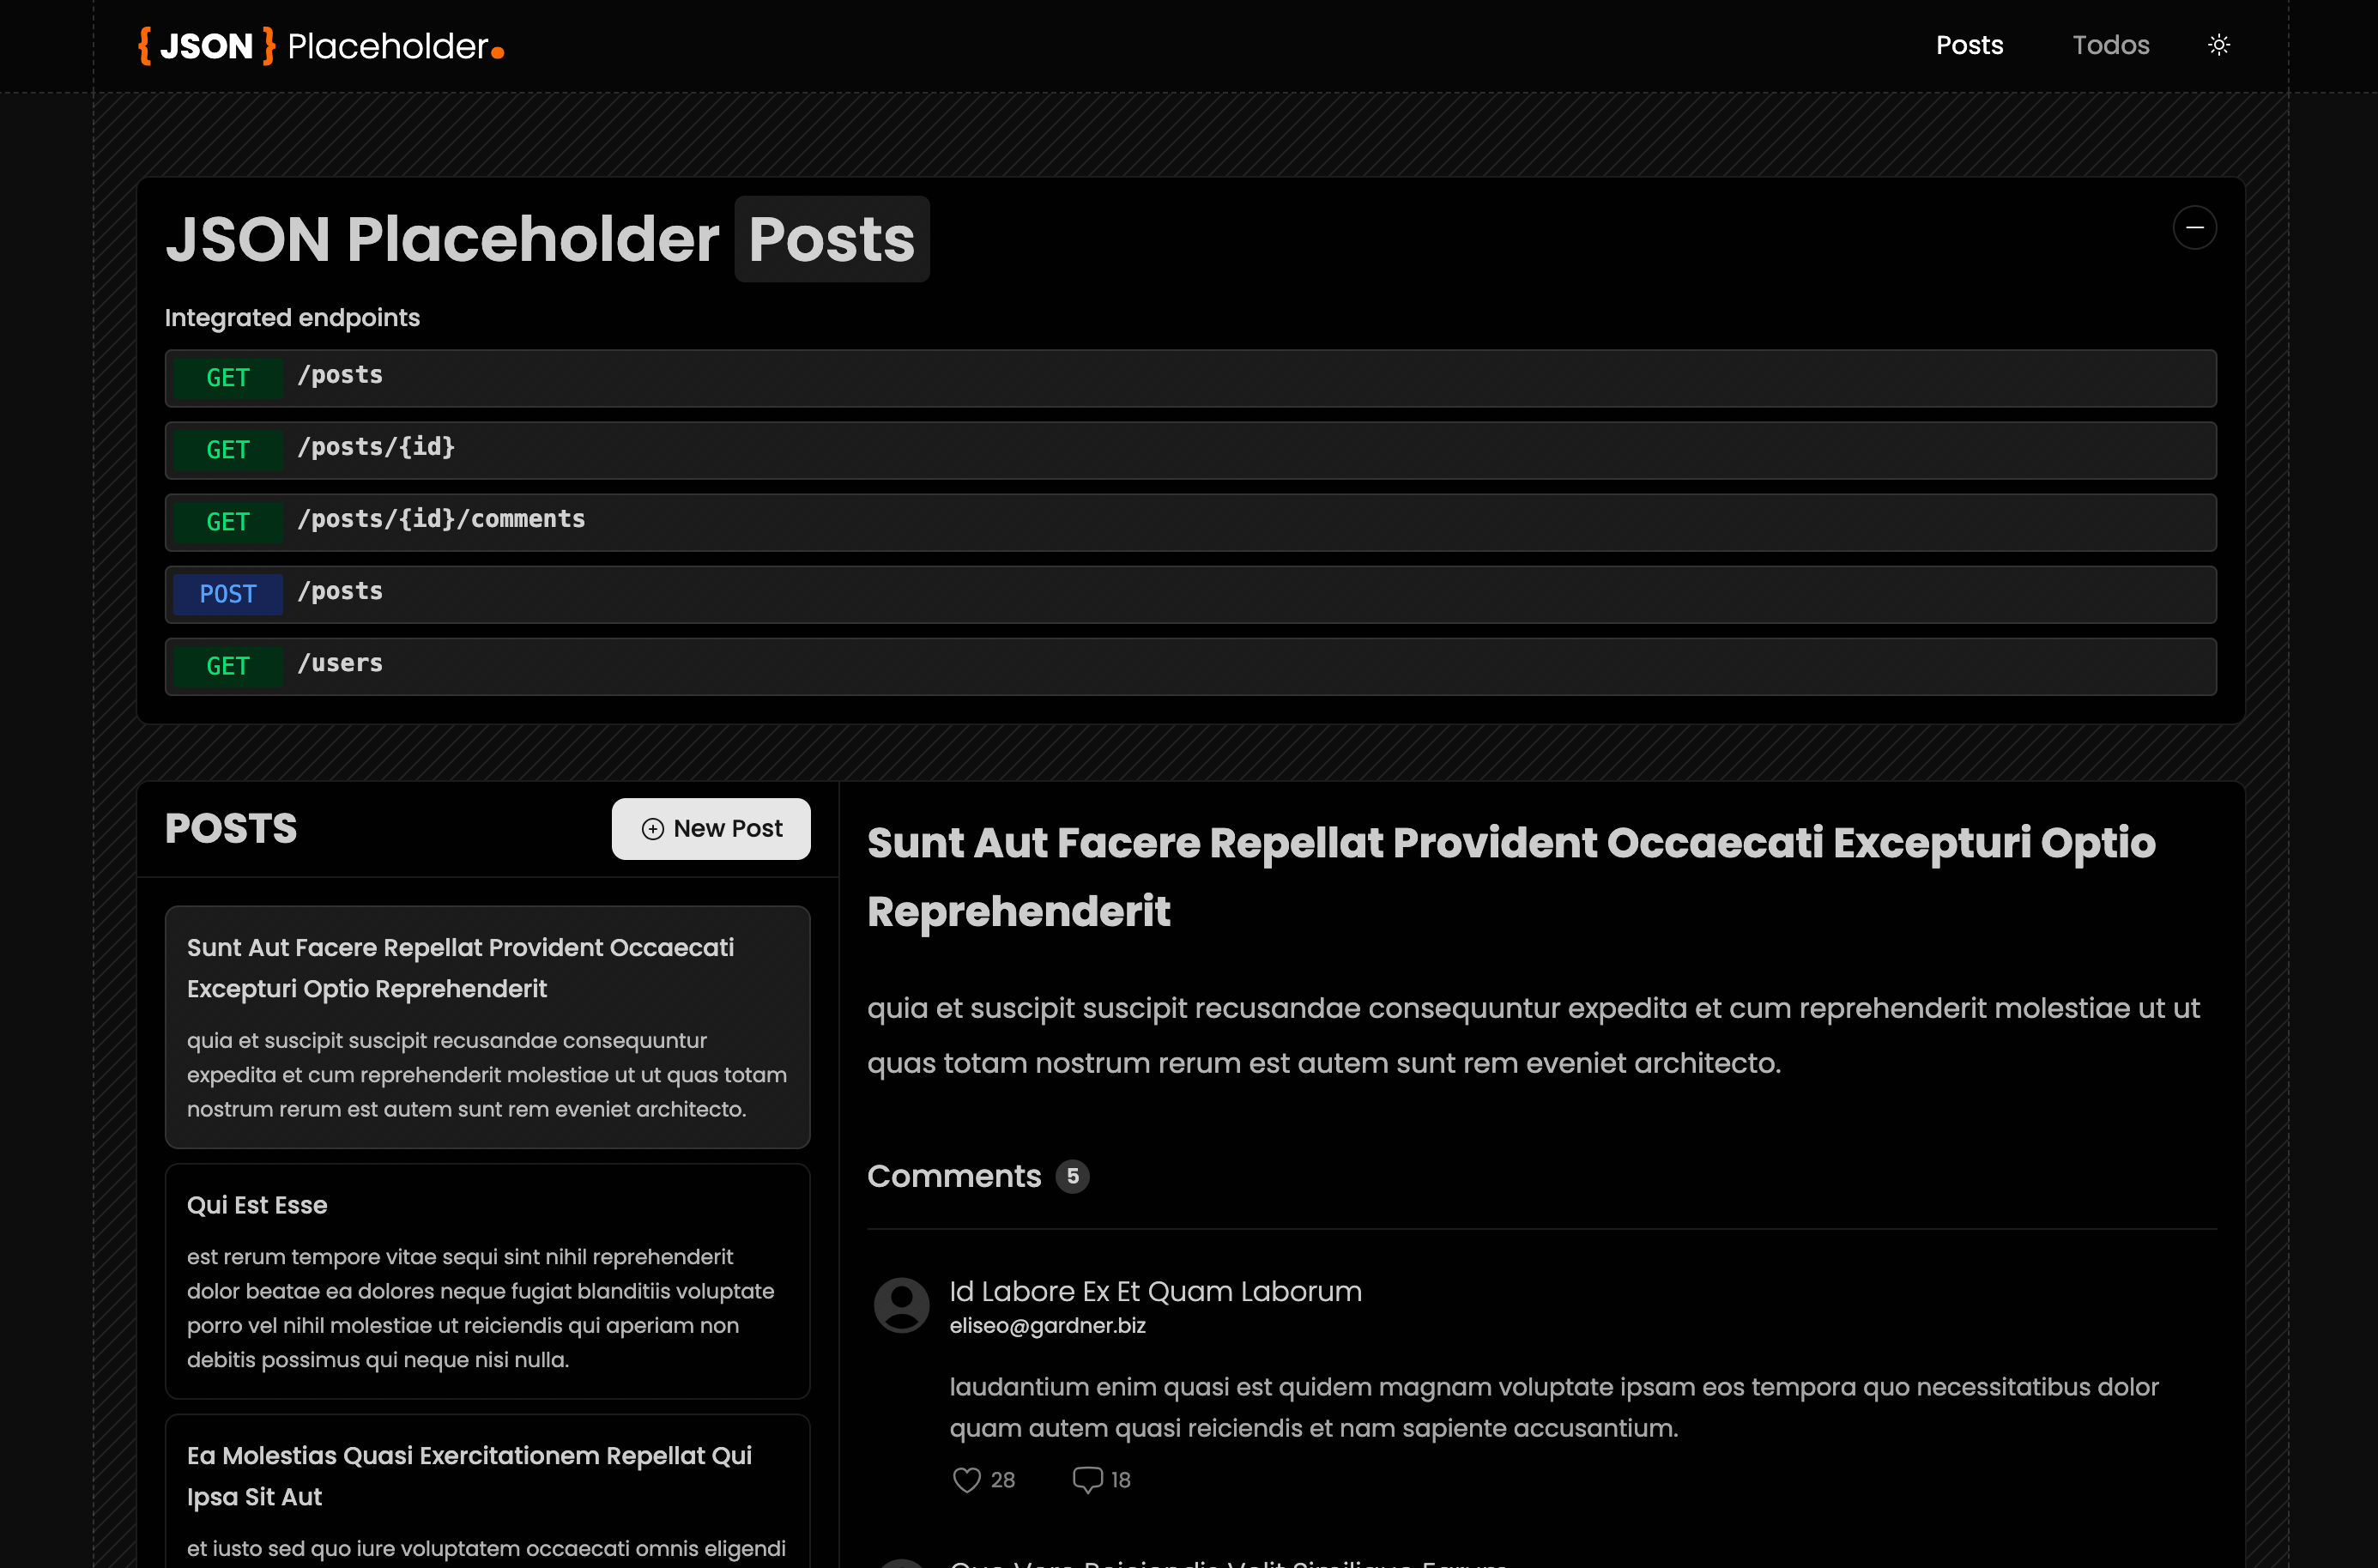 { JSON } Placeholder.
Posts
Todos
JSON Placeholder Posts
Integrated endpoints
GET /posts
GET /posts/{id}
GET /posts/{id}/comments
POST /posts
GET /users
POSTS
New Post
Sunt Aut Facere Repellat Provident Occaecati
Excepturi Optio Reprehenderit
quia et suscipit suscipit recusandae consequuntur
expedita et cum reprehenderit molestiae ut ut quas totam
nostrum rerum est autem sunt rem eveniet architecto.
Qui Est Esse
est rerum tempore vitae sequi sint nihil reprehenderit
dolor beatae ea dolores neque fugiat blanditiis voluptate
porro vel nihil molestiae ut reiciendis qui aperiam non
debitis possimus qui neque nisi nulla.
Ea Molestias Quasi Exercitationem Repellat Qui
Ipsa Sit Aut
et iusto sed quo iure voluptatem occaecati omnis eligendi
Sunt Aut Facere Repellat Provident Occaecati Excepturi Optio
Reprehenderit
quia et suscipit suscipit recusandae consequuntur expedita et cum reprehenderit molestiae ut ut
quas totam nostrum rerum est autem sunt rem eveniet architecto.
Comments 5
Id Labore Ex Et Quam Laborum
eliseo@gardner.biz
laudantium enim quasi est quidem magnam voluptate ipsam eos tempora quo necessitatibus dolor
quam autem quasi reiciendis et nam sapiente accusantium.
28 18